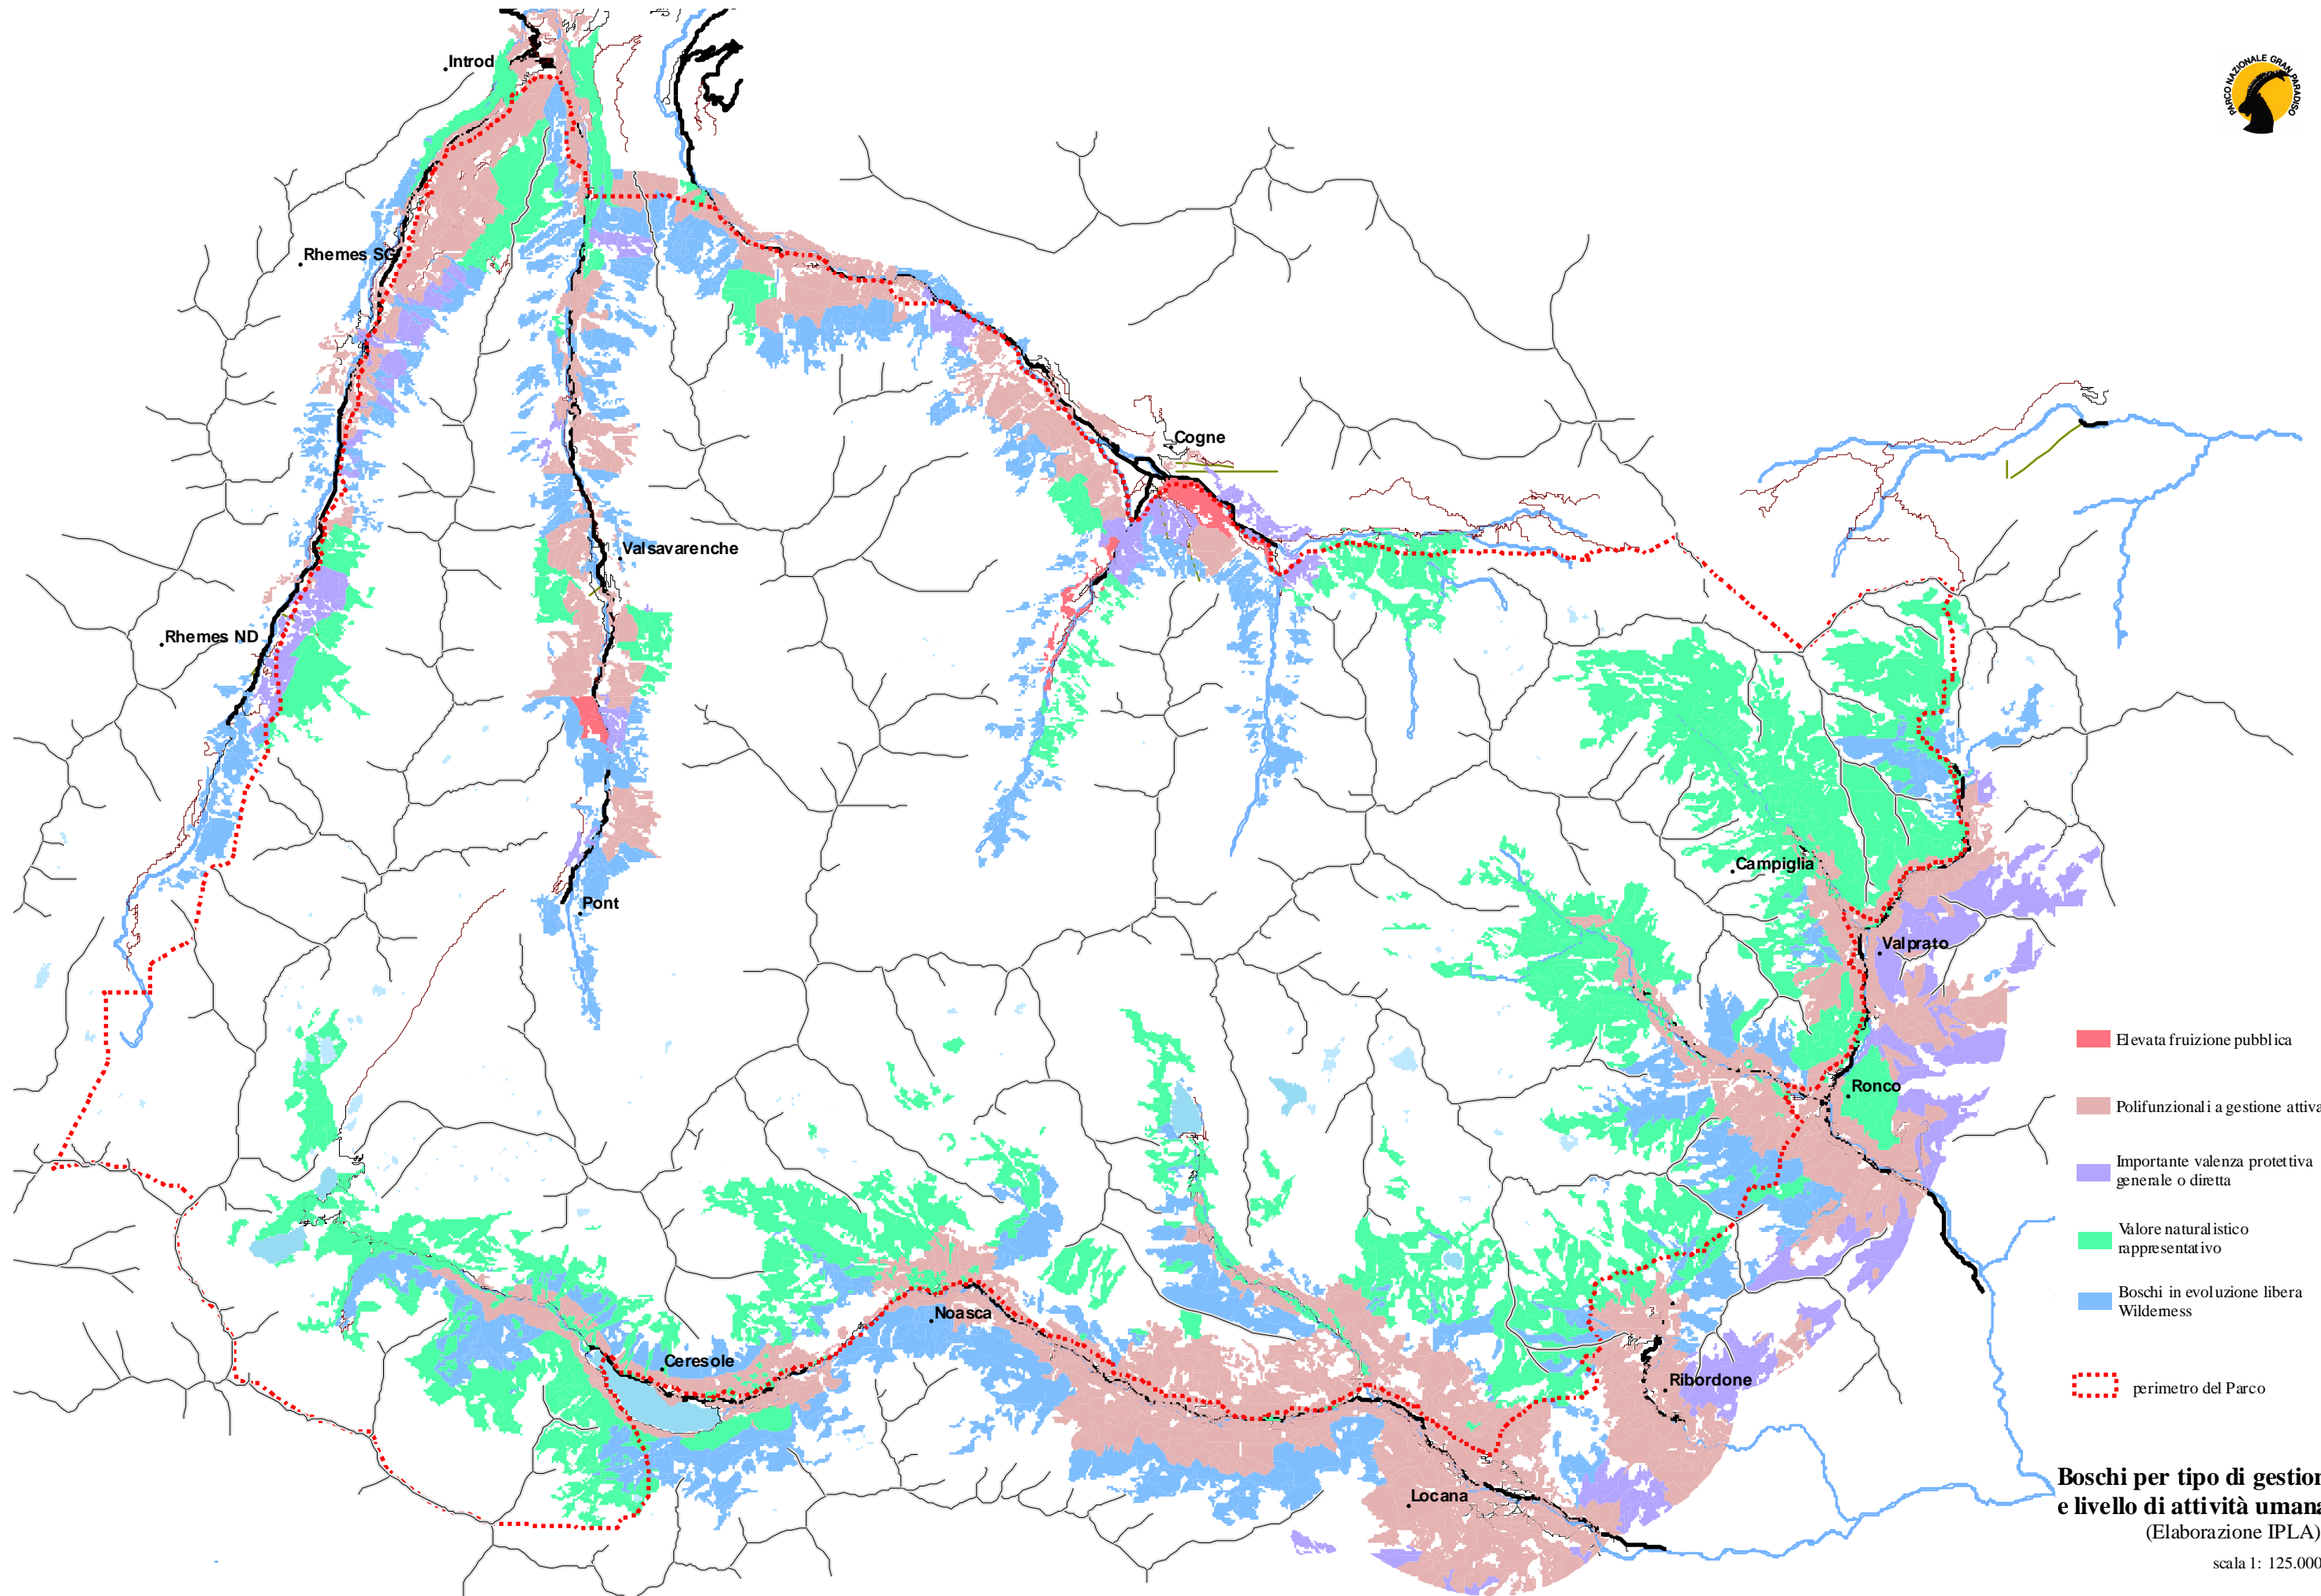 PARCO NAZIONALE GRAN PARADISO
Introd
Rhemes SG
Cogne
Valsavarenche
Rhemes ND
Campiglia
Pont
Valprato
Ronco
Noasca
Ceresole
Ribordone
Locana
Elevata fruizione pubblica
Polifunzionali a gestione attiva
Importante valenza protettiva
generale o diretta
Valore naturalistico
rappresentativo
Boschi in evoluzione libera
Wilderness
perimetro del Parco
Boschi per tipo di gestion
e livello di attività umana
(Elaborazione IPLA)
scala 1: 125.000